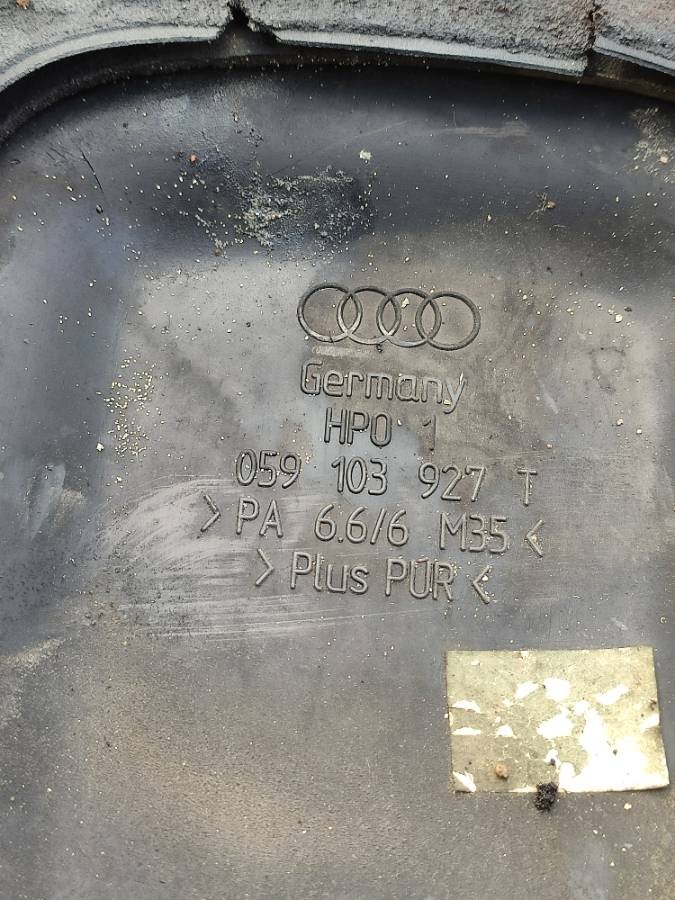 Germany
HPO 1
059 103 927 T
>PA 6.6/6 M35<
>Plus PUR<